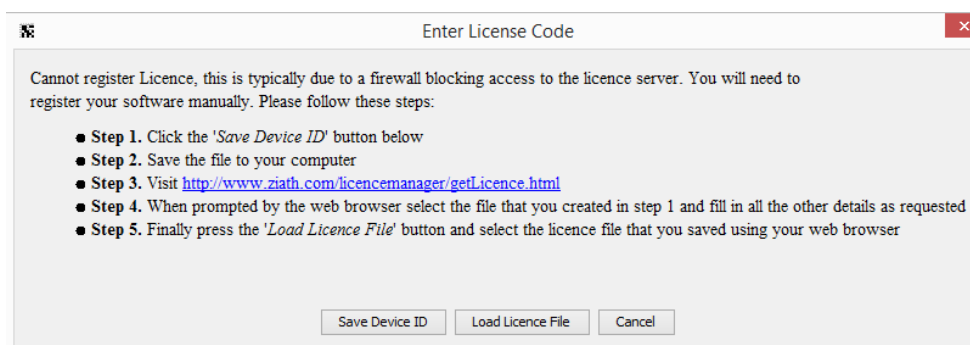 Enter License Code
Cannot register Licence, this is typically due to a firewall blocking access to the licence server. You will need to
register your software manually. Please follow these steps:
Step 1. Click the 'Save Device ID' button below
Step 2. Save the file to your computer
Step 3. Visit http://www.ziath.com/licencemanager/getLicence.html
Step 4. When prompted by the web browser select the file that you created in step 1 and fill in all the other details as requested
Step 5. Finally press the 'Load Licence File' button and select the licence file that you saved using your web browser
Save Device ID Load Licence File Cancel